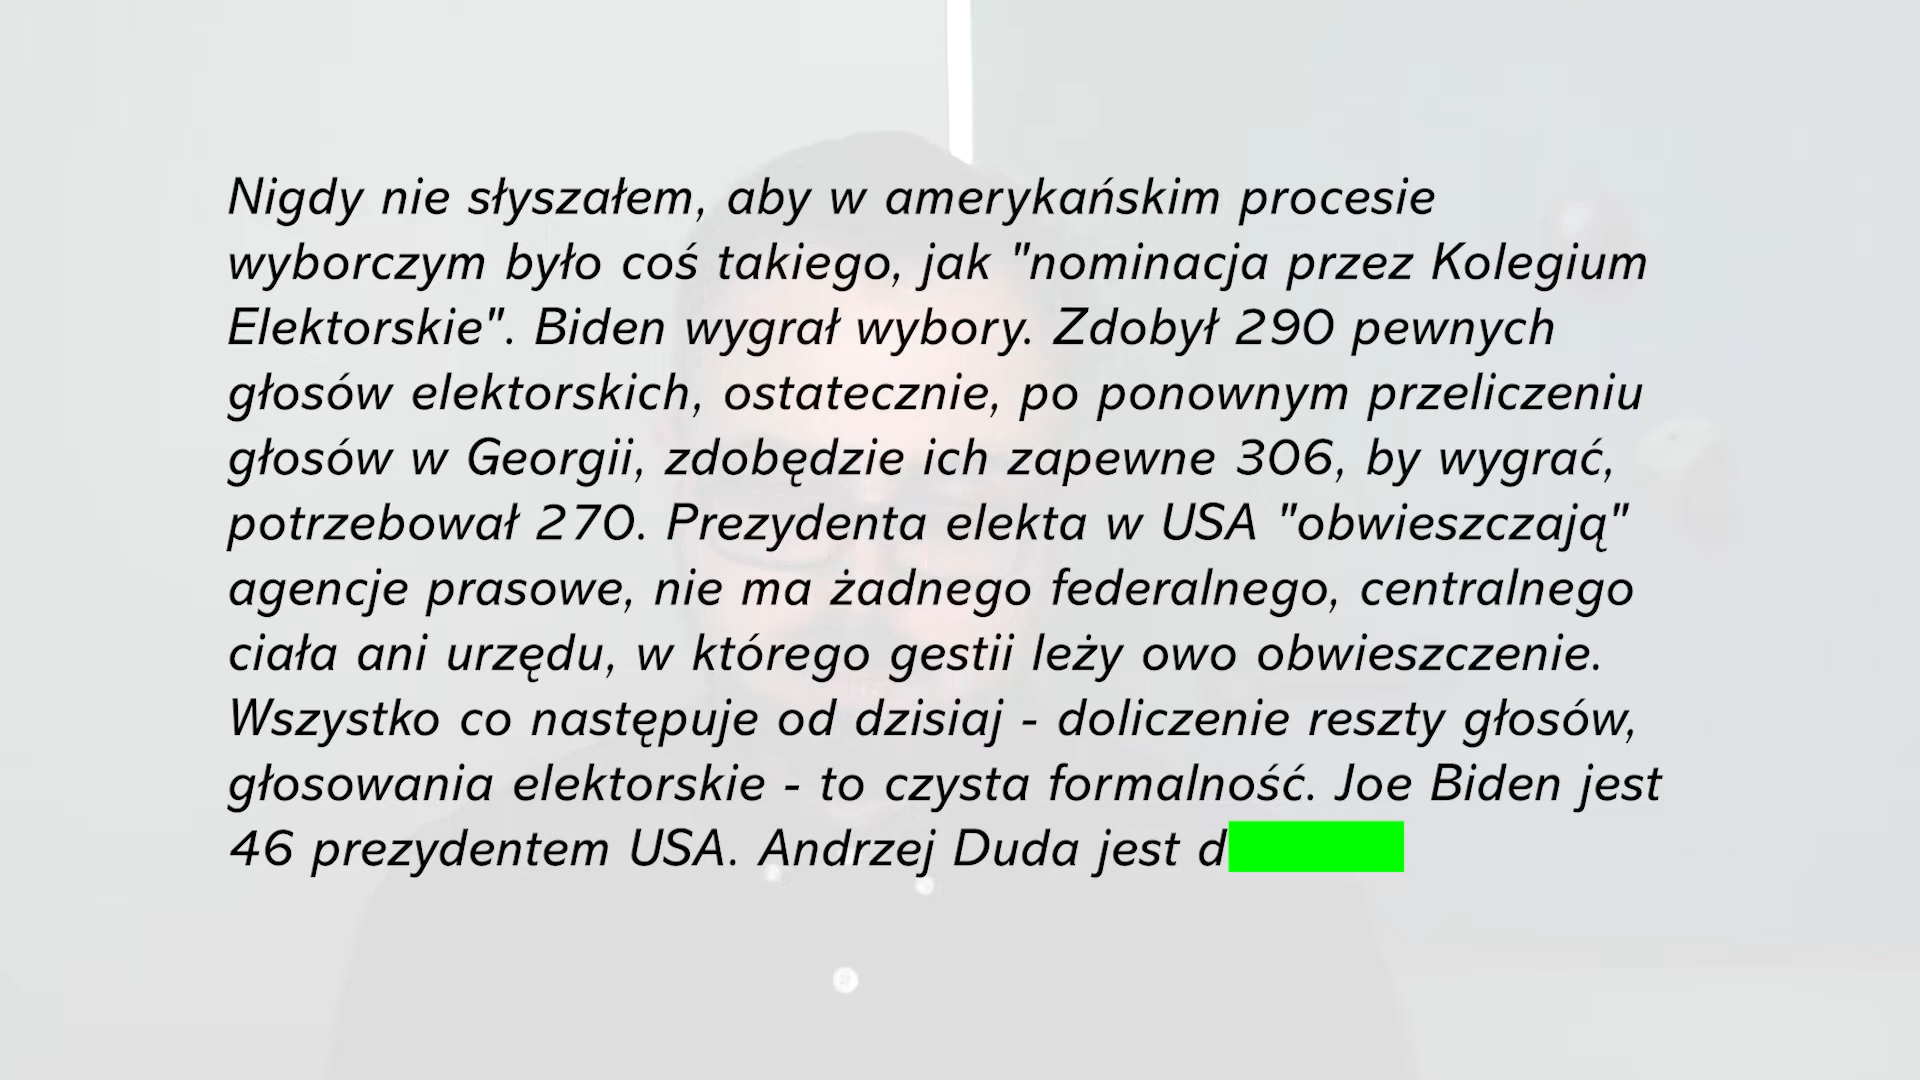 Nigdy nie słyszałem, aby w amerykańskim procesie
wyborczym było coś takiego, jak "nominacja przez Kolegium
Elektorskie". Biden wygrał wybory. Zdobył 290 pewnych
głosów elektorskich, ostatecznie, po ponownym przeliczeniu
głosów w Georgii, zdobędzie ich zapewne 306, by wygrać,
potrzebował 270. Prezydenta elekta w USA "obwieszczają"
agencje prasowe, nie ma żadnego federalnego, centralnego
ciała ani urzędu, w którego gestii leży owo obwieszczenie.
Wszystko co następuje od dzisiaj - doliczenie reszty głosów,
głosowania elektorskie - to czysta formalność. Joe Biden jest
46 prezydentem USA. Andrzej Duda jest d